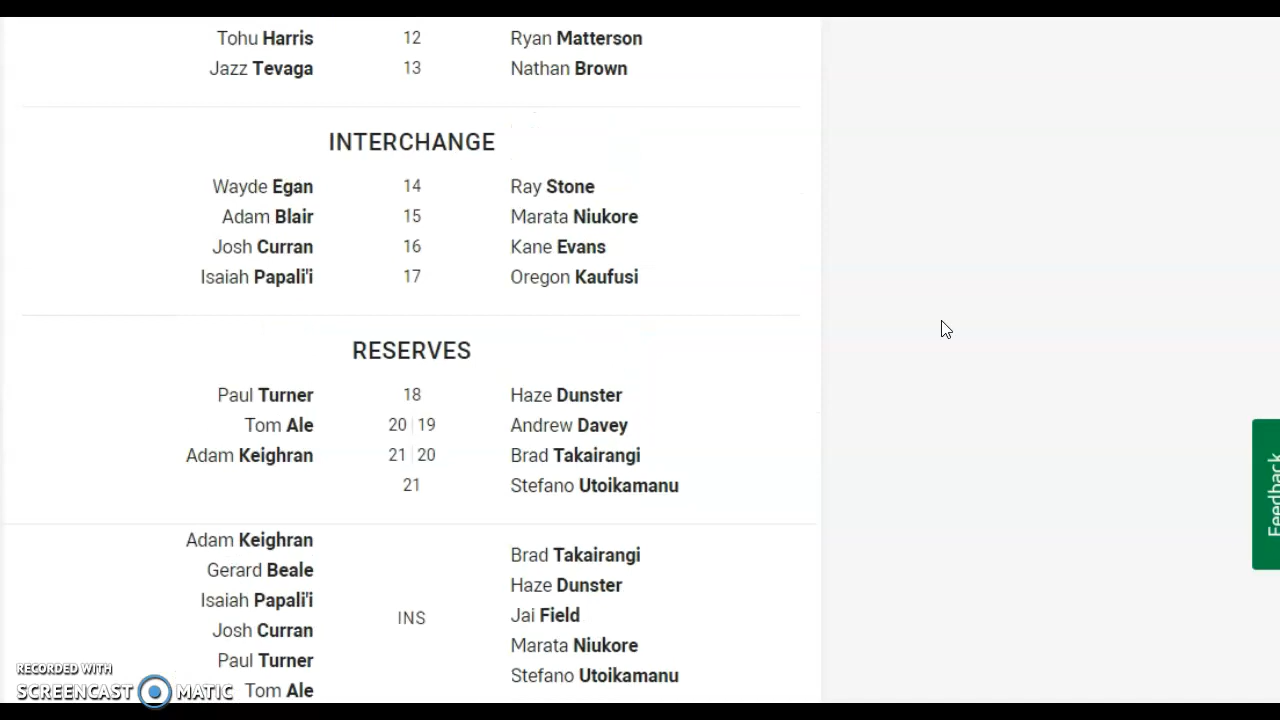 Tohu Harris 12 Ryan Matterson
Jazz Tevaga 13 Nathan Brown
INTERCHANGE
Wayde Egan 14 Ray Stone
Adam Blair 15 Marata Niukore
Josh Curran 16 Kane Evans
Isaiah Papali'i 17 Oregon Kaufusi
RESERVES
Paul Turner 18 Haze Dunster
Tom Ale 20 | 19 Andrew Davey
Adam Keighran 21 | 20 Brad Takairangi
21 Stefano Utoikamanu
Adam Keighran
Gerard Beale
Isaiah Papali'i
Josh Curran
Paul Turner
Tom Ale
INS
Brad Takairangi
Haze Dunster
Jai Field
Marata Niukore
Stefano Utoikamanu
Feedback
RECORDED WITH
SCREENCAST MATIC